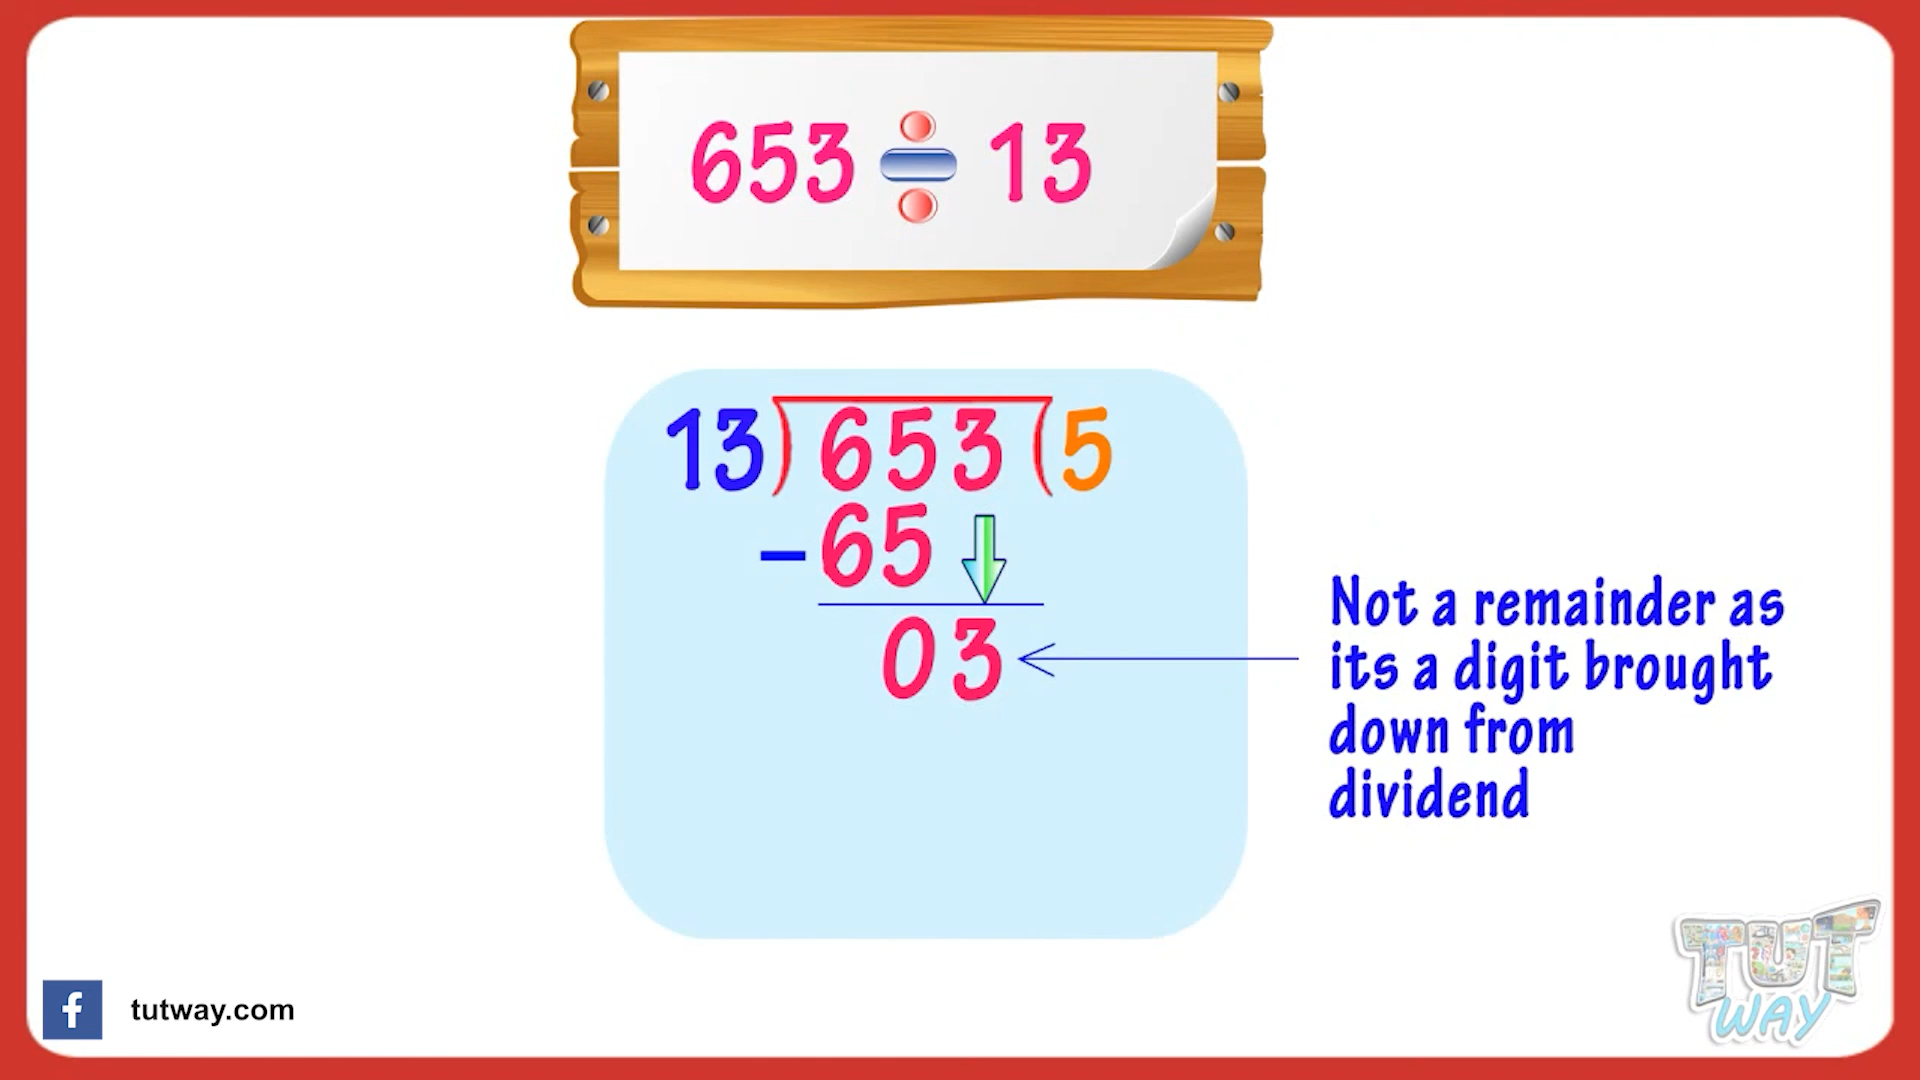 653 ÷ 13
13) 653 (5
−65
03
Not a remainder as
its a digit brought
down from
dividend
f tutway.com
TUT
WAY